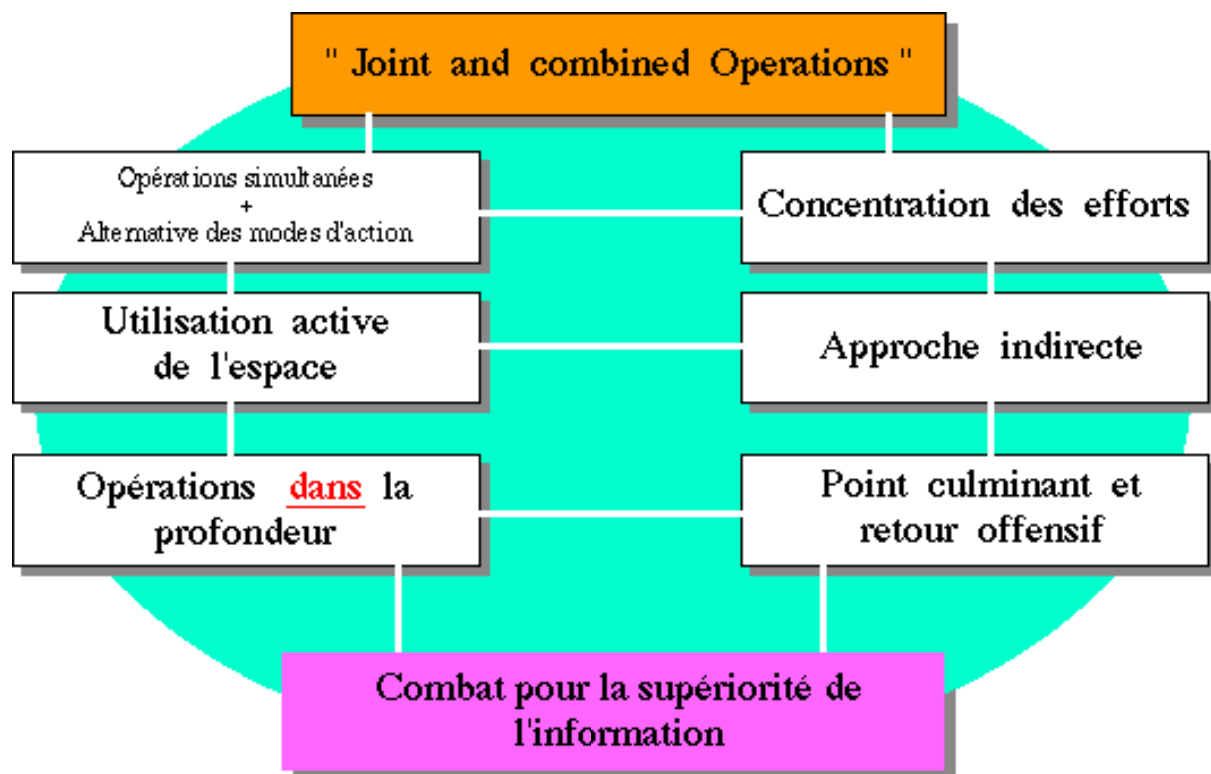 " Joint and combined Operations "
Opérations simultanées
+
Alternative des modes d'action
Concentration des efforts
Utilisation active
de l'espace
Approche indirecte
Opérations dans la
profondeur
Point culminant et
retour offensif
Combat pour la supériorité de
l'information